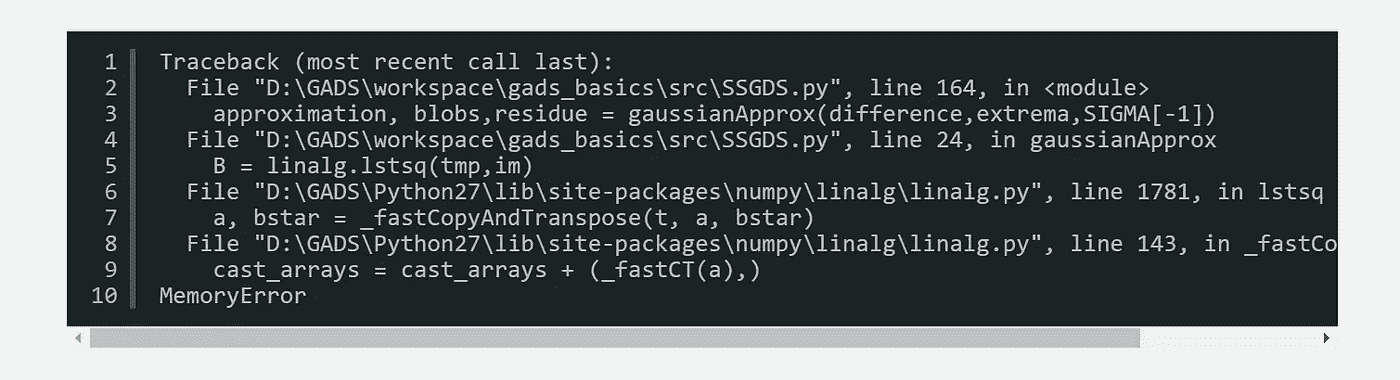 1 Traceback (most recent call last):
2 File "D:\GADS\workspace\gads_basics\src\SSGDS.py", line 164, in <module>
3 approximation, blobs,residue = gaussianApprox(difference,extrema,SIGMA[-1])
4 File "D:\GADS\workspace\gads_basics\src\SSGDS.py", line 24, in gaussianApprox
5 B = linalg.lstsq(tmp,im)
6 File "D:\GADS\Python27\lib\site-packages\numpy\linalg\linalg.py", line 1781, in lstsq
7 a, bstar = _fastCopyAndTranspose(t, a, bstar)
8 File "D:\GADS\Python27\lib\site-packages\numpy\linalg\linalg.py", line 143, in _fastCo
9 cast_arrays = cast_arrays + (_fastCT(a),)
10 MemoryError